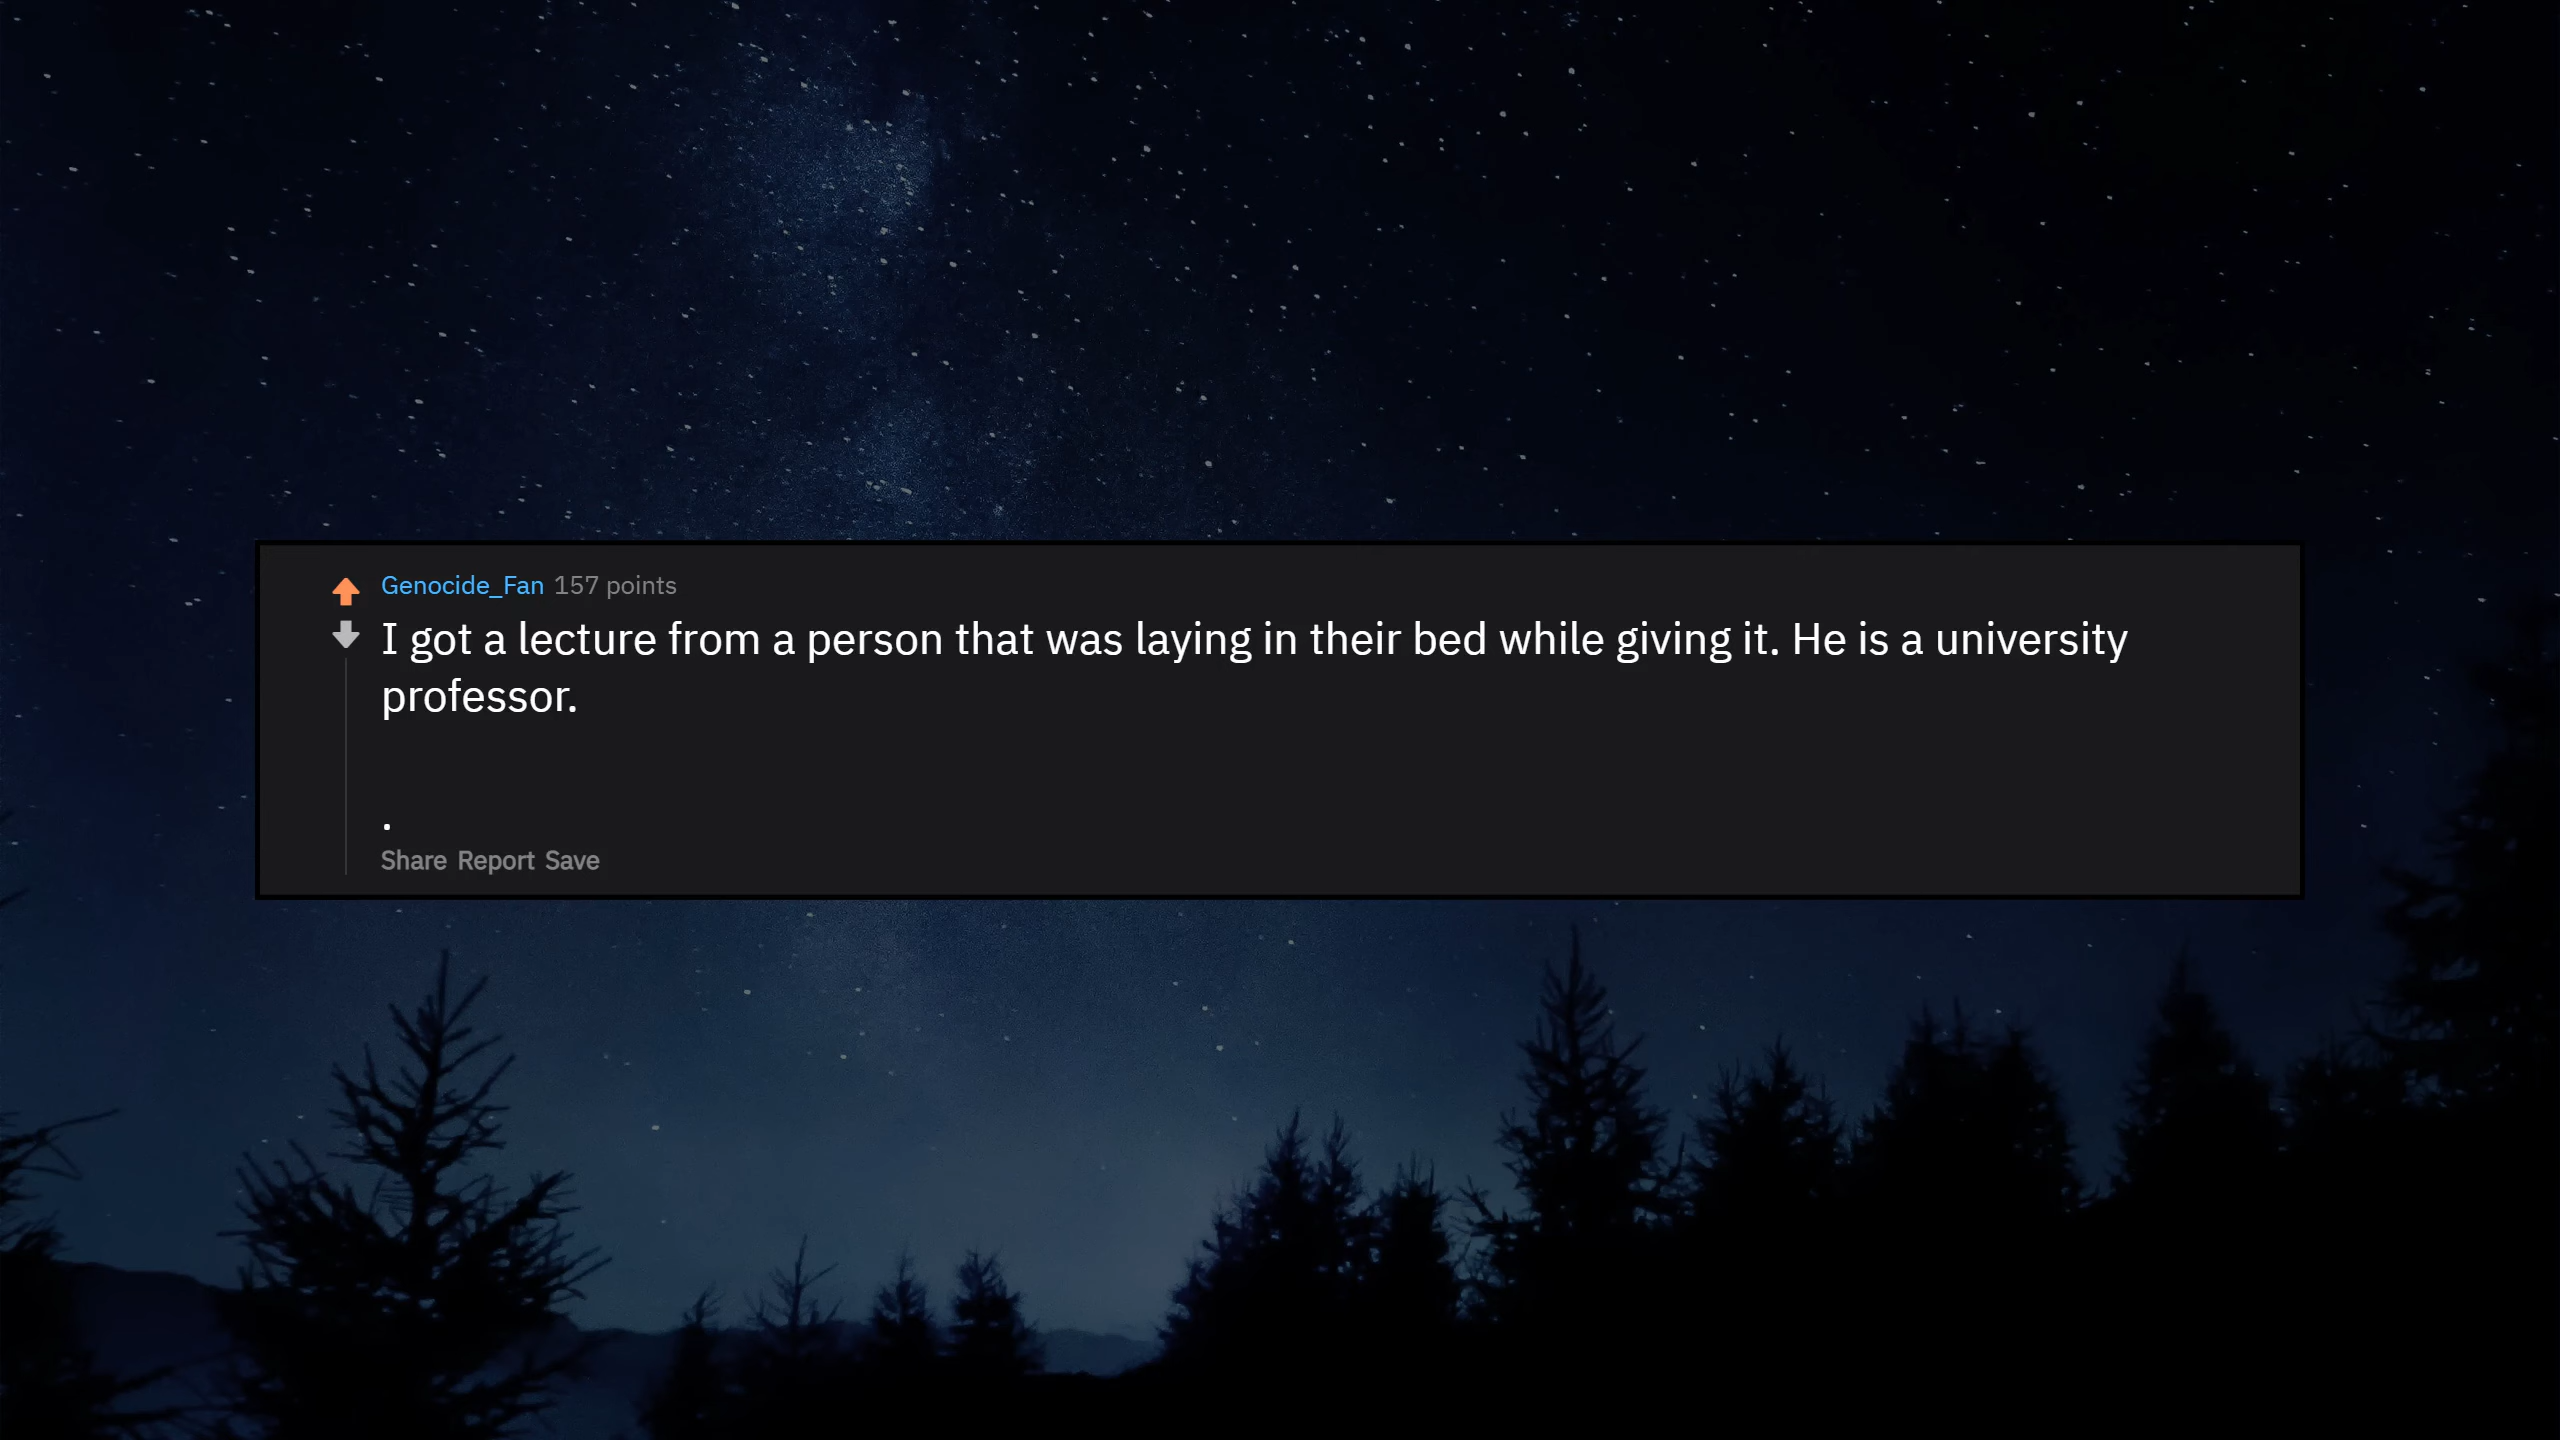 Genocide_Fan 157 points
I got a lecture from a person that was laying in their bed while giving it. He is a university
professor.
.
Share Report Save